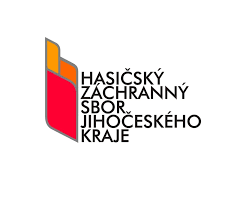 HASIČSKÝ
ZÁCHRANNÝ
SBOR
JIHOČESKÉHO
KRAJE